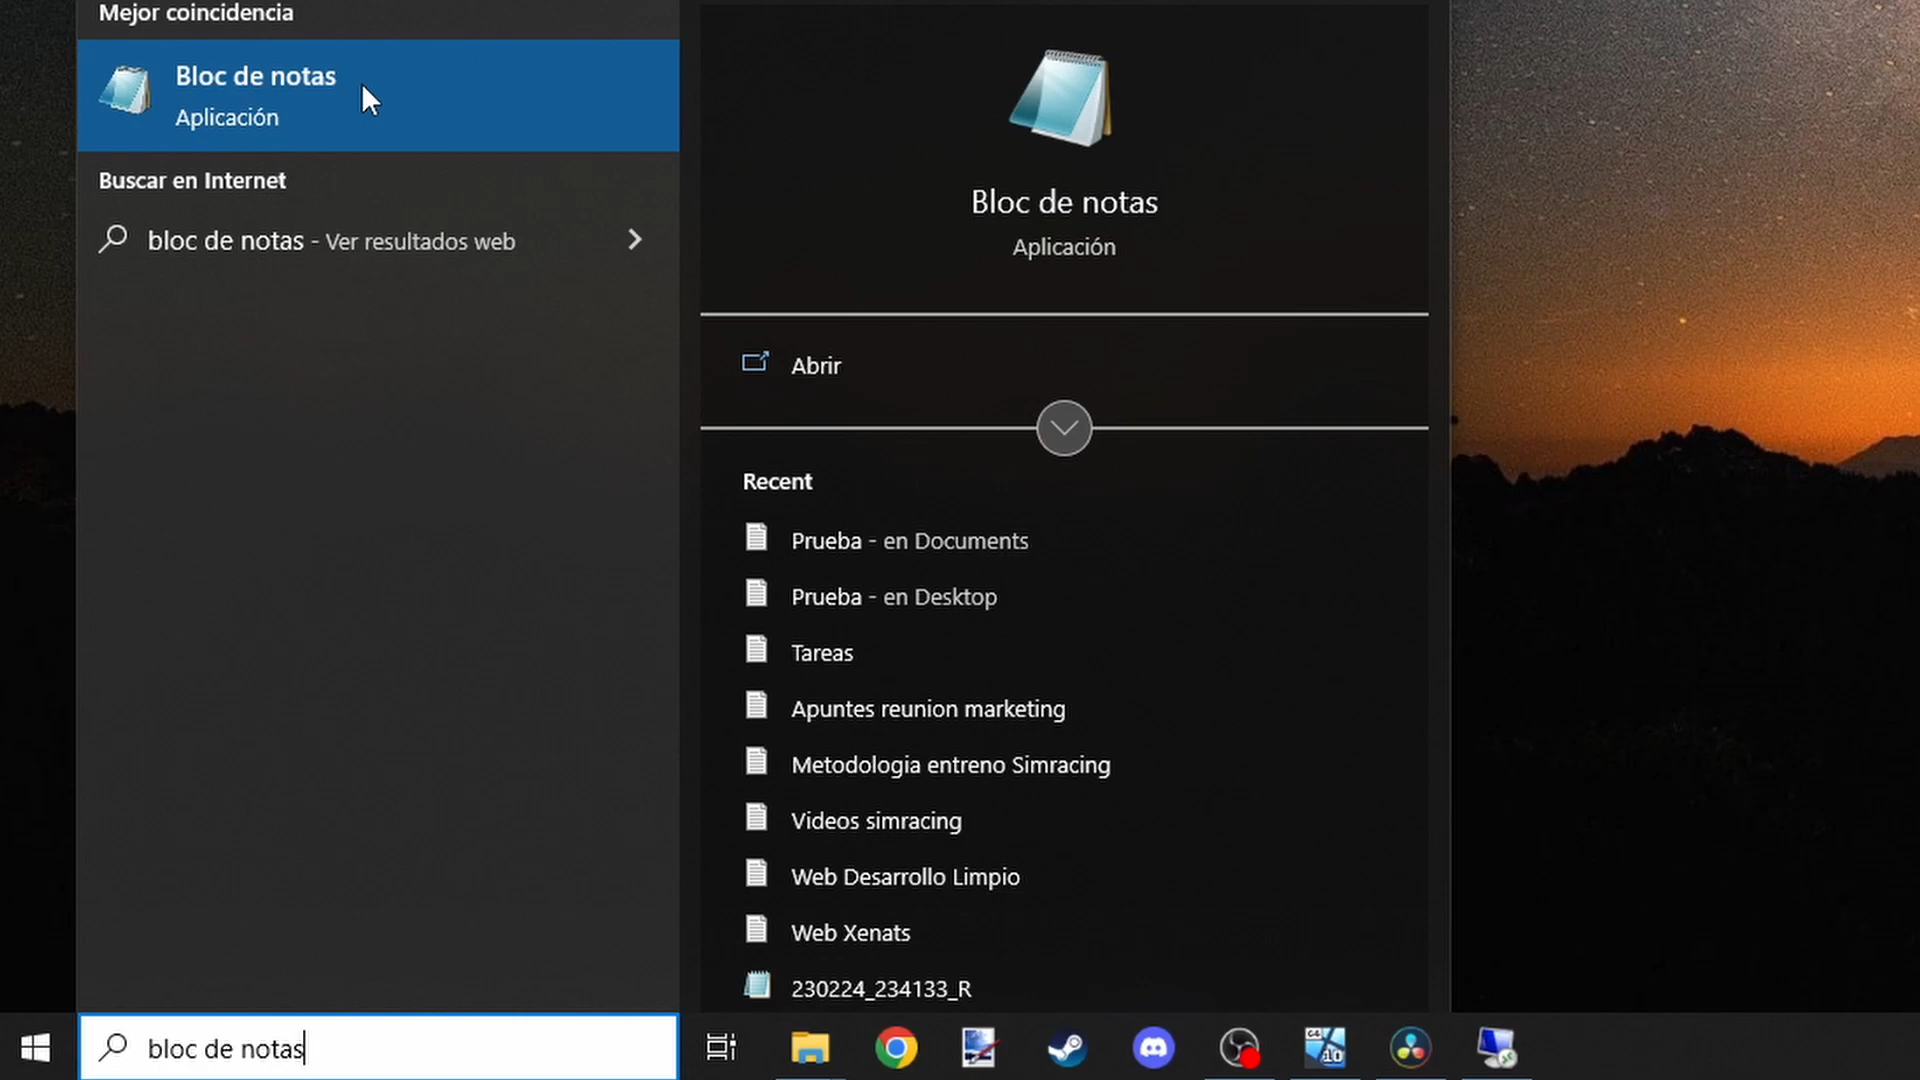 Mejor coincidencia
Bloc de notas
Aplicación
Buscar en Internet
bloc de notas - Ver resultados web
Bloc de notas
Aplicación
Abrir
Recent
Prueba - en Documents
Prueba - en Desktop
Tareas
Apuntes reunion marketing
Metodologia entreno Simracing
Videos simracing
Web Desarrollo Limpio
Web Xenats
230224_234133_R
bloc de notas
G4
10